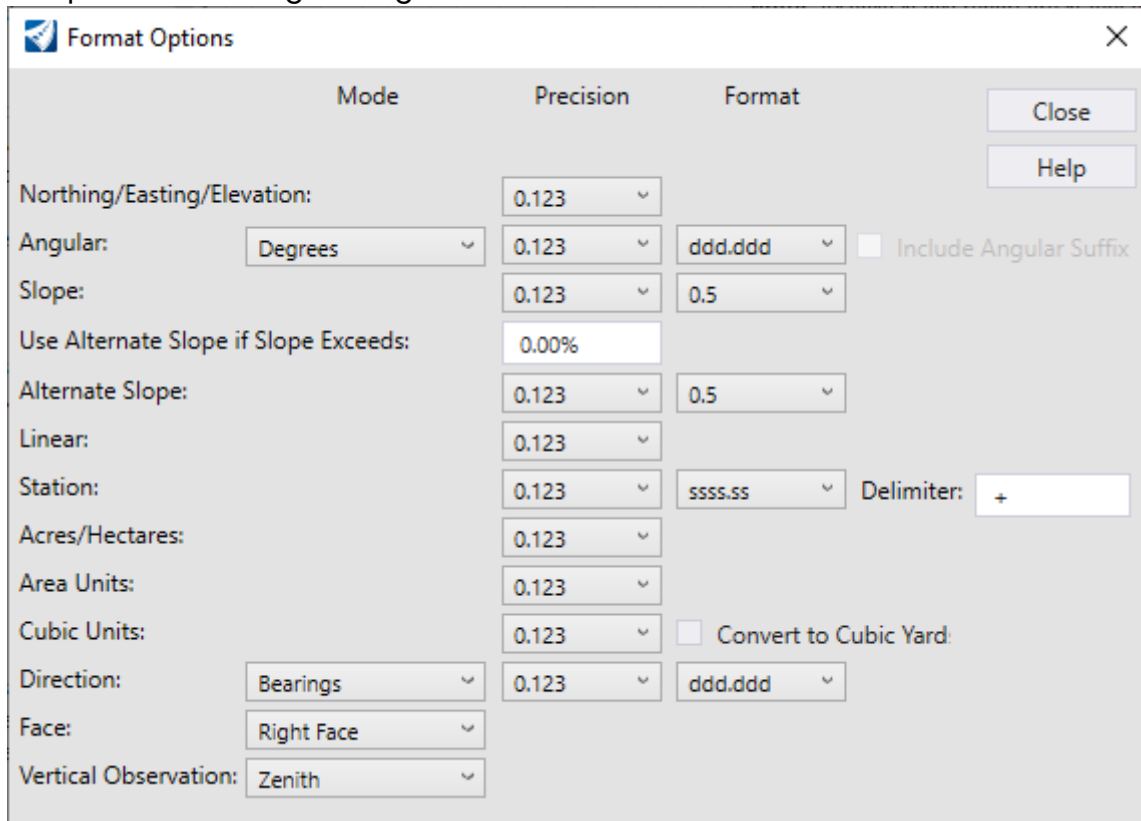 Format Options
Mode Precision Format
Close
Help
Northing/Easting/Elevation: 0.123
Angular: Degrees 0.123 ddd.ddd Include Angular Suffix
Slope: 0.123 0.5
Use Alternate Slope if Slope Exceeds: 0.00%
Alternate Slope: 0.123 0.5
Linear: 0.123
Station: 0.123 ssss.ss Delimiter: +
Acres/Hectares: 0.123
Area Units: 0.123
Cubic Units: 0.123 Convert to Cubic Yard
Direction: Bearings 0.123 ddd.ddd
Face: Right Face
Vertical Observation: Zenith